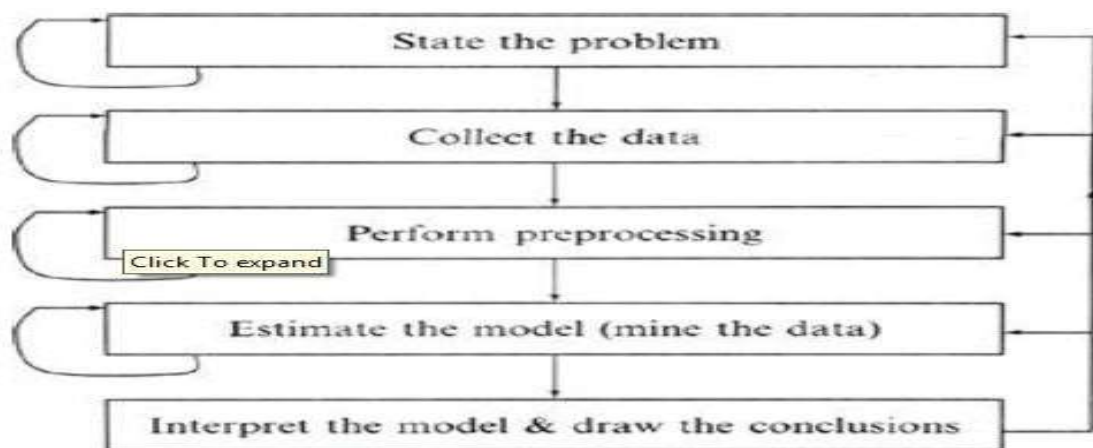 State the problem
Collect the data
Perform preprocessing
Click To expand
Estimate the model (mine the data)
Interpret the model & draw the conclusions